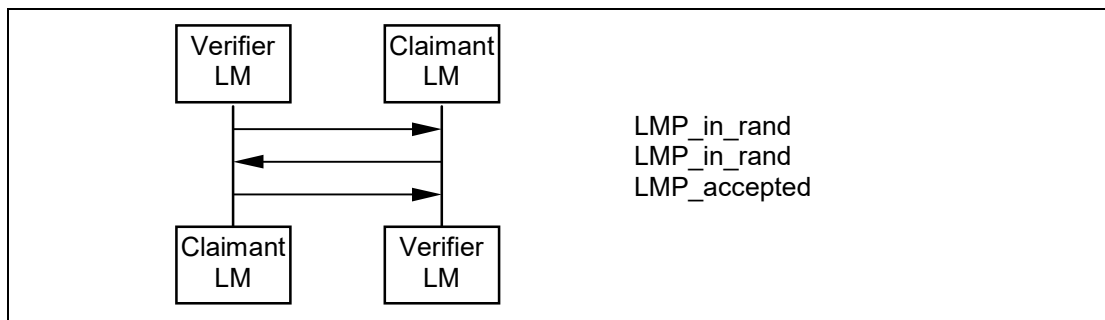 Verifier
LM
Claimant
LM
LMP_in_rand
LMP_in_rand
LMP_accepted
Claimant
LM
Verifier
LM